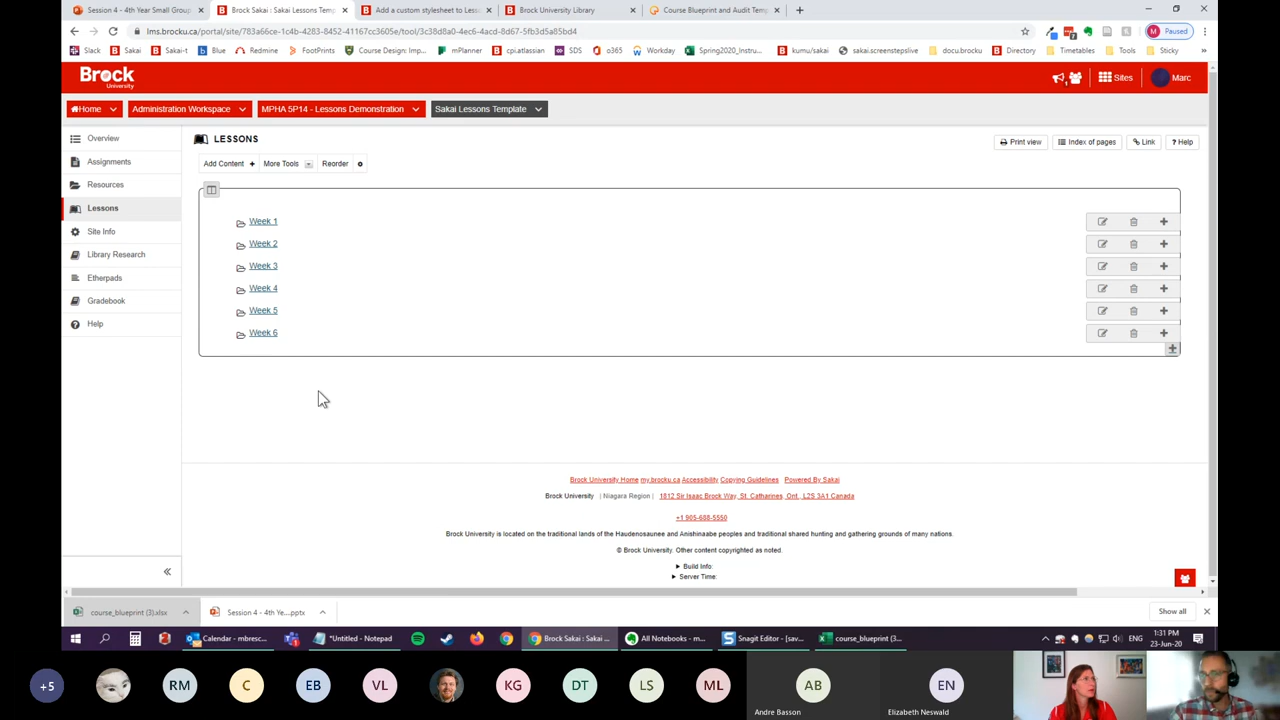 Session 4 - 4th Year Small Group
Brock Sakai : Sakai Lessons Temp
Add a custom stylesheet to Lesso
Brock University Library
Course Blueprint and Audit Temp
lms.brocku.ca/portal/site/783a66ce-1c4b-4283-8452-41167cc3605e/tool/3c38d8a0-4ec6-4acd-8d67-5fb3d5a85bd4
Paused
Slack
Sakai
Sakai-t
Blue
Redmine
FootPrints
Course Design: Imp...
mPlanner
cpi.atlassian
SDS
o365
Workday
Spring2020_Instru...
kumu/sakai
sakai.screenstepslive
docu.brocku
Directory
Timetables
Tools
Sticky
Brock
University
Sites
Marc
Home
Administration Workspace
MPHA 5P14 - Lessons Demonstration
Sakai Lessons Template
Overview
Assignments
Resources
Lessons
Site Info
Library Research
Etherpads
Gradebook
Help
LESSONS
Print view
Index of pages
Link
? Help
Add Content +
More Tools
Reorder
Week 1
Week 2
Week 3
Week 4
Week 5
Week 6
Brock University Home my.brocku.ca Accessibility Copying Guidelines Powered By Sakai
Brock University | Niagara Region | 1812 Sir Isaac Brock Way, St. Catharines, Ont., L2S 3A1 Canada
+1 905-688-5550
Brock University is located on the traditional lands of the Haudenosaunee and Anishinaabe peoples and traditional shared hunting and gathering grounds of many nations.
© Brock University. Other content copyrighted as noted.
Build Info:
Server Time:
course_blueprint (3).xlsx
Session 4 - 4th Ye....pptx
Show all
Calendar - mbresc...
*Untitled - Notepad
Brock Sakai : Sakai ...
All Notebooks - m...
Snagit Editor - [sav...
course_blueprint (3...
ENG
1:31 PM
23-Jun-20
+5
RM
C
EB
VL
KG
DT
LS
ML
AB
EN
Andre Basson
Elizabeth Neswald